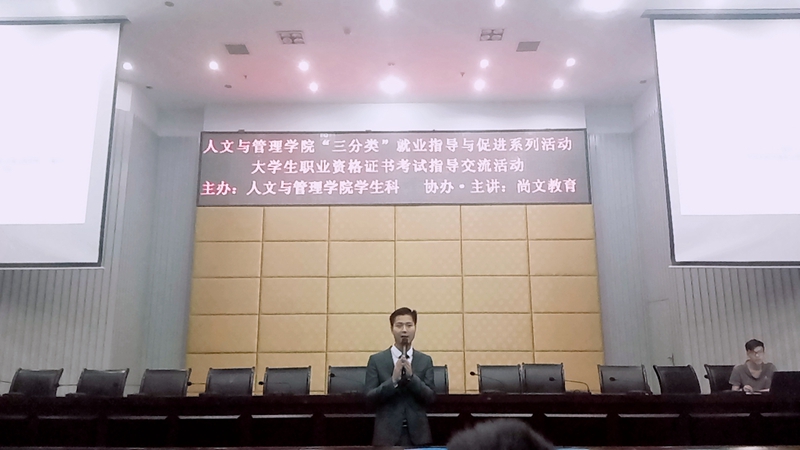 人文与管理学院“三分类”就业指导与促进系列活动
大学生职业资格证书考试指导交流活动
主办：人文与管理学院学生科 协办·主讲：尚文教育